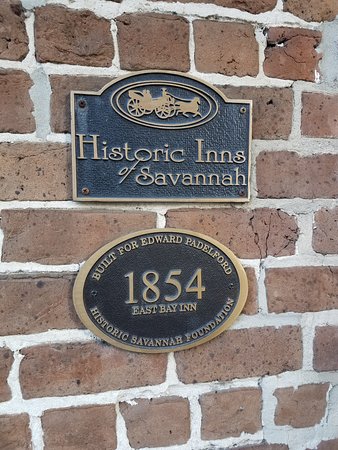 Historic Inns
of Savannah
BUILT FOR EDWARD PADELFORD
1854
EAST BAY INN
HISTORIC SAVANNAH FOUNDATION